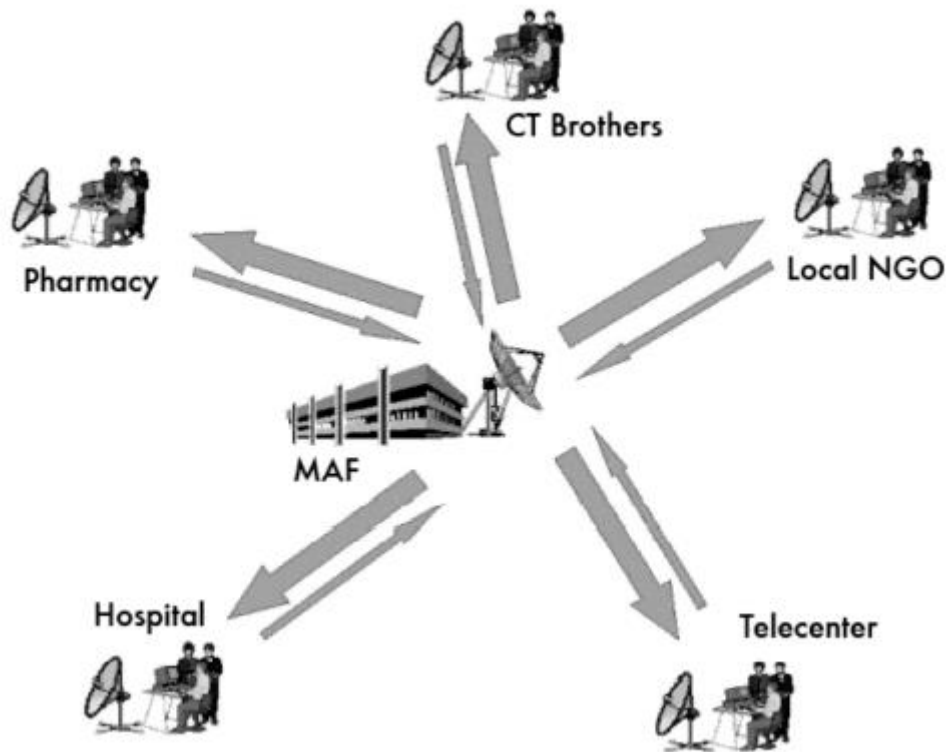 CT Brothers
Pharmacy
Local NGO
MAF
Hospital
Telecenter